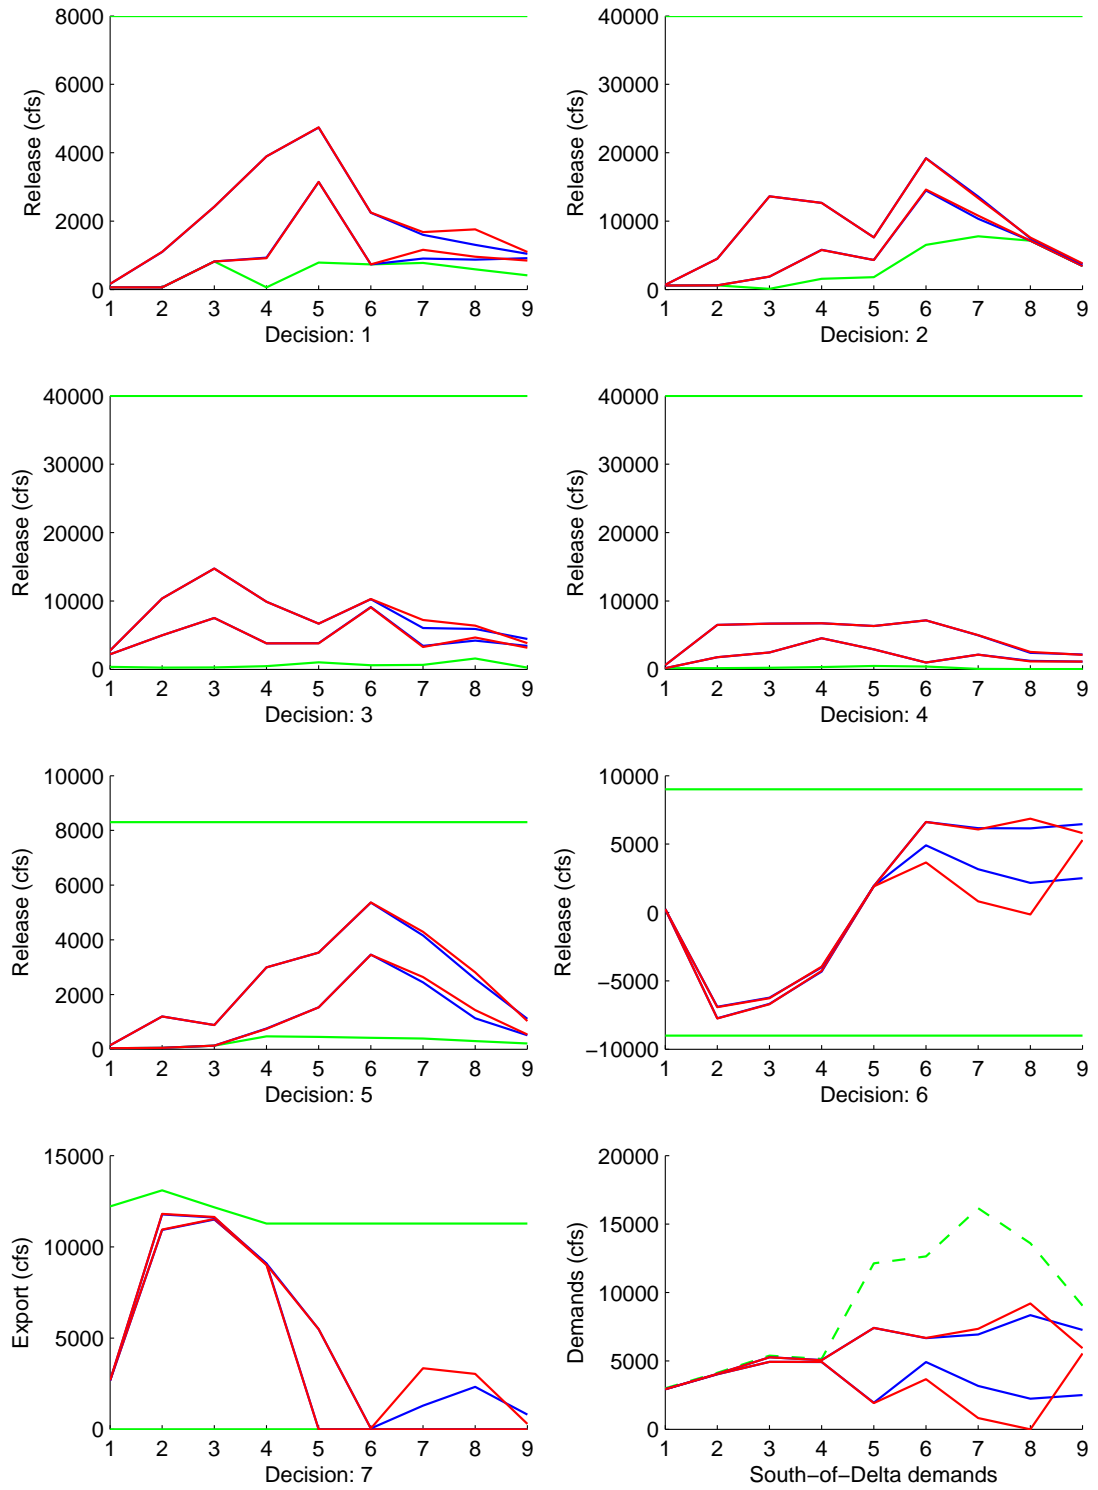 8000
6000
4000
2000
0
Release (cfs)
1 2 3 4 5 6 7 8 9
Decision: 1
40000
30000
20000
10000
0
Release (cfs)
1 2 3 4 5 6 7 8 9
Decision: 2
40000
30000
20000
10000
0
Release (cfs)
1 2 3 4 5 6 7 8 9
Decision: 3
40000
30000
20000
10000
0
Release (cfs)
1 2 3 4 5 6 7 8 9
Decision: 4
10000
8000
6000
4000
2000
0
Release (cfs)
1 2 3 4 5 6 7 8 9
Decision: 5
10000
5000
0
−5000
−10000
Release (cfs)
1 2 3 4 5 6 7 8 9
Decision: 6
15000
10000
5000
0
Export (cfs)
1 2 3 4 5 6 7 8 9
Decision: 7
20000
15000
10000
5000
0
Demands (cfs)
1 2 3 4 5 6 7 8 9
South−of−Delta demands